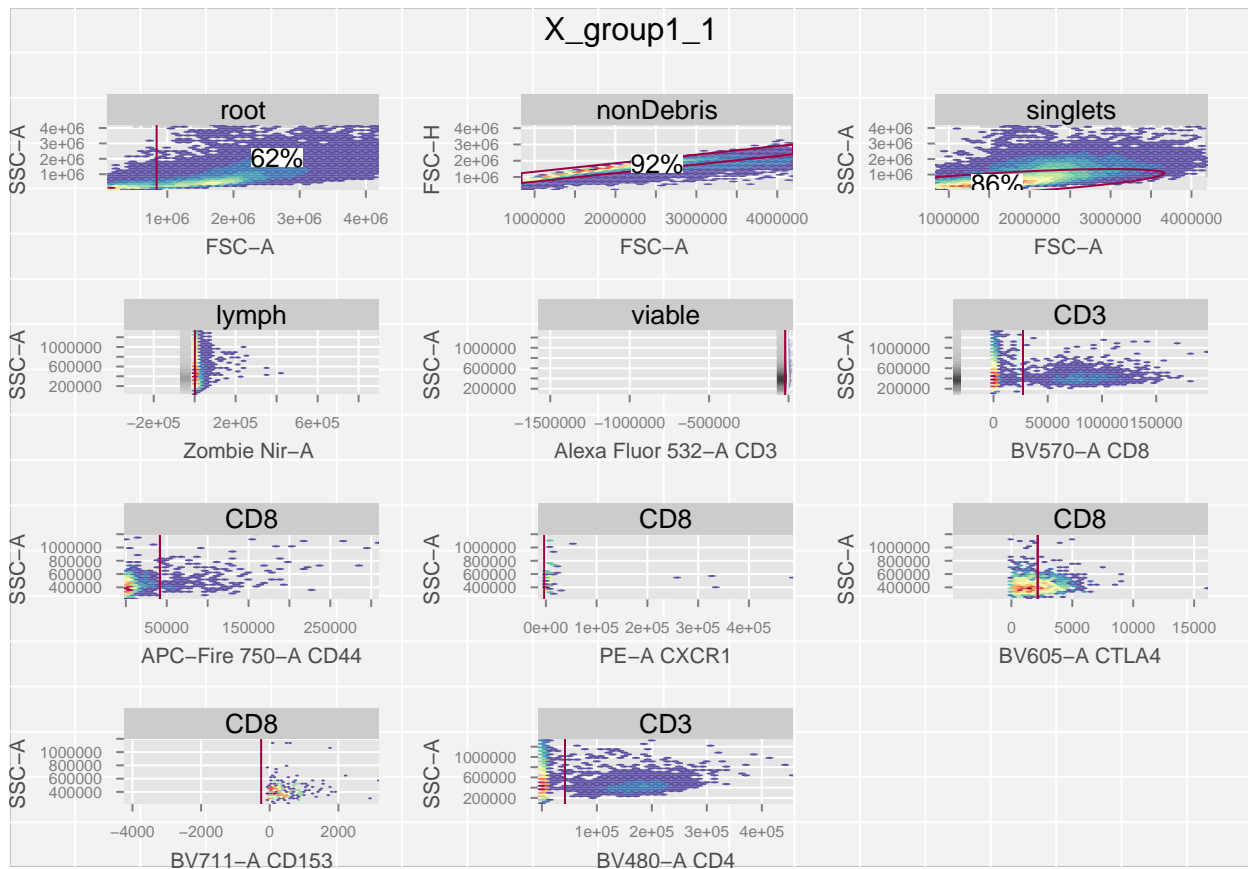 X_group1_1
root
nonDebris
singlets
SSC−A
4e+06
3e+06
2e+06
1e+06
62%
1e+06 2e+06 3e+06 4e+06
FSC−A
FSC−H
4e+06
3e+06
2e+06
1e+06
92%
1000000 2000000 3000000 4000000
FSC−A
SSC−A
4e+06
3e+06
2e+06
1e+06
86%
1000000 2000000 3000000 4000000
FSC−A
lymph
viable
CD3
SSC−A
1000000
800000
600000
400000
200000
−2e+05 2e+05 6e+05
Zombie Nir−A
SSC−A
1000000
600000
200000
−1500000 −1000000 −500000
Alexa Fluor 532−A CD3
SSC−A
1000000
600000
200000
0 50000 100000 150000
BV570−A CD8
CD8
CD8
CD8
SSC−A
1000000
800000
600000
400000
50000 150000 250000
APC−Fire 750−A CD44
SSC−A
1000000
800000
600000
400000
0e+00 1e+05 2e+05 3e+05 4e+05
PE−A CXCR1
SSC−A
1000000
800000
600000
400000
0 5000 10000 15000
BV605−A CTLA4
CD8
CD3
SSC−A
1000000
800000
600000
400000
−4000 −2000 0 2000
BV711−A CD153
SSC−A
1000000
600000
200000
1e+05 2e+05 3e+05 4e+05
BV480−A CD4